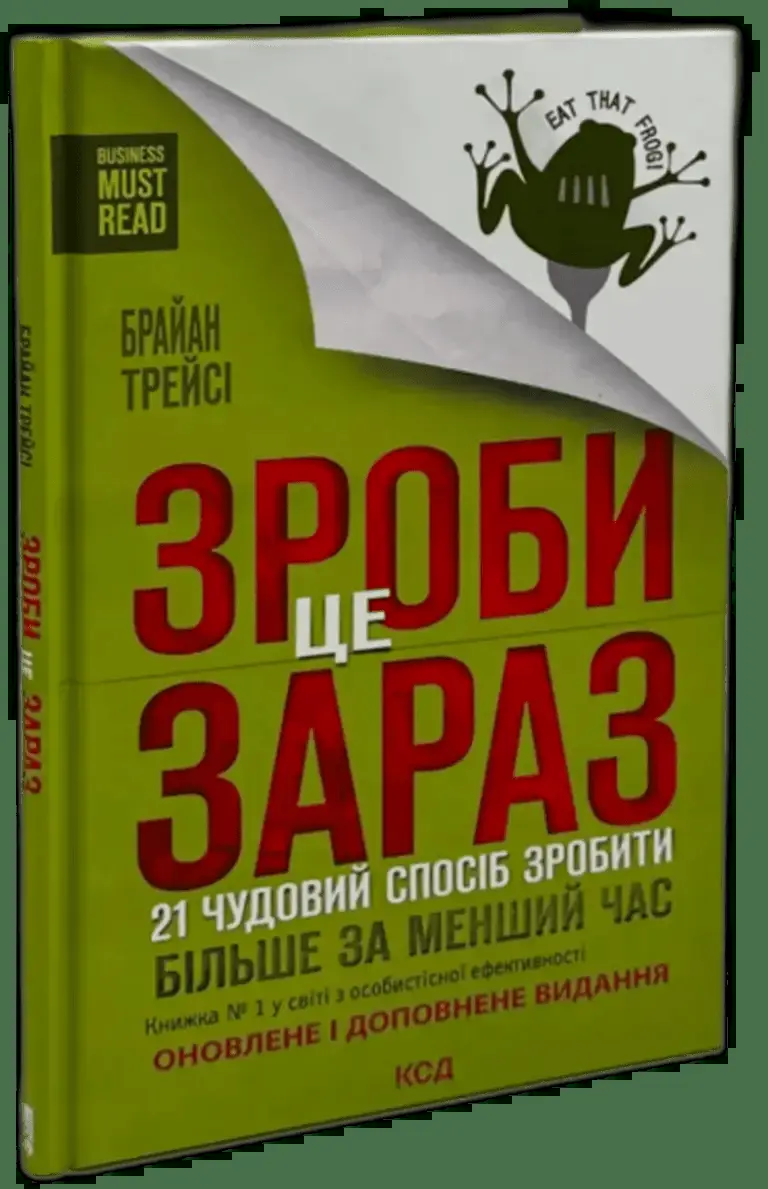 BUSINESS
MUST
READ
EAT THAT FROG!
БРАЙАН
ТРЕЙСІ
ЗРОБИ
ЦЕ
ЗАРАЗ
21 ЧУДОВИЙ СПОСІБ ЗРОБИТИ
БІЛЬШЕ ЗА МЕНШИЙ ЧАС
Книжка № 1 у світі з особистісної ефективності
ОНОВЛЕНЕ І ДОПОВНЕНЕ ВИДАННЯ
КСД
БРАЙАН ТРЕЙСІ ЗРОБИ ЦЕ ЗАРАЗ